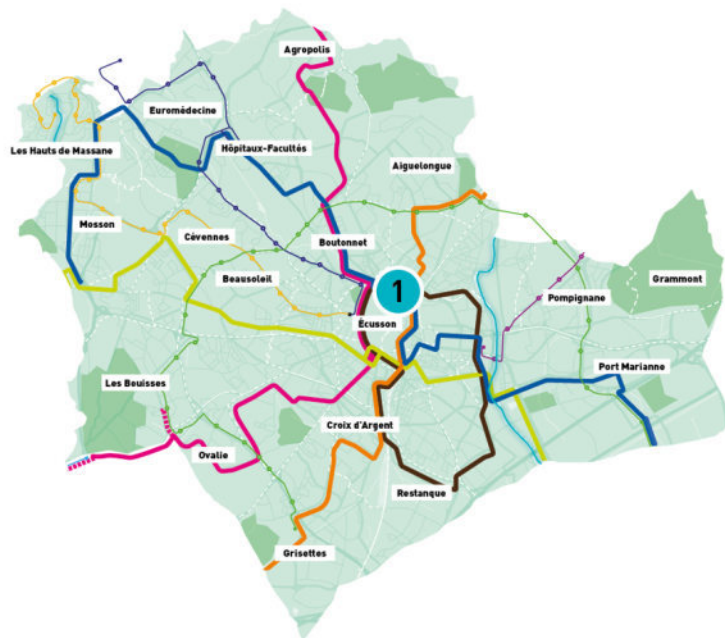 Agropolis
Euromédecine
Les Hauts de Massane
Hôpitaux-Facultés
Aiguelongue
Mosson
Cévennes
Boutonnet
Beausoleil
1
Grammont
Pompignane
Écusson
Port Marianne
Les Bouisses
Croix d'Argent
Ovalie
Restanque
Grisettes